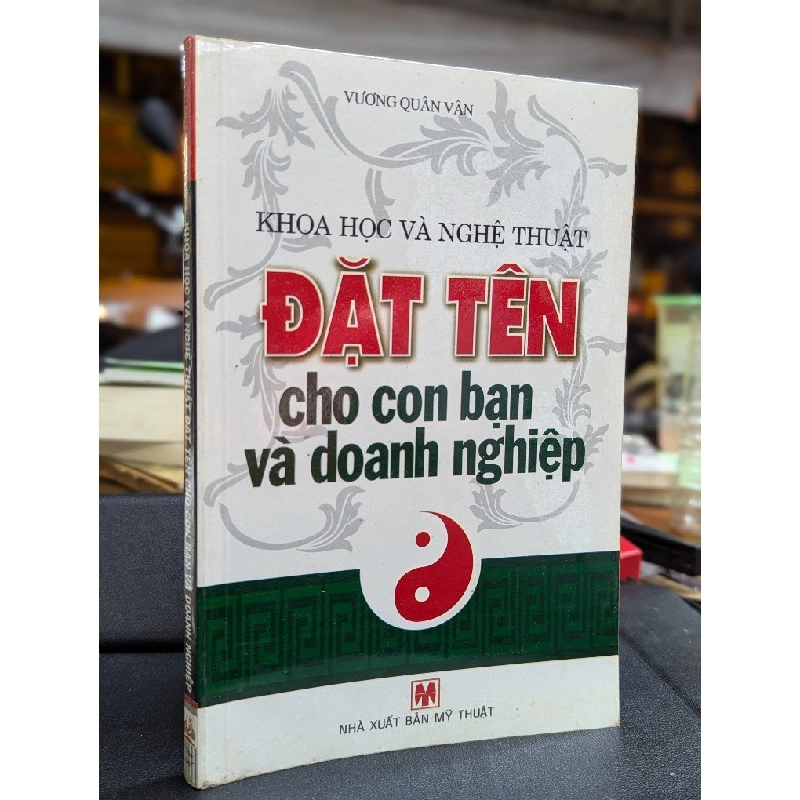 VƯƠNG QUÂN VÂN
KHOA HỌC VÀ NGHỆ THUẬT
ĐẶT TÊN
cho con bạn
và doanh nghiệp
NHÀ XUẤT BẢN MỸ THUẬT
KHOA HỌC VÀ NGHỆ THUẬT ĐẶT TÊN CHO CON BẠN VÀ DOANH NGHIỆP